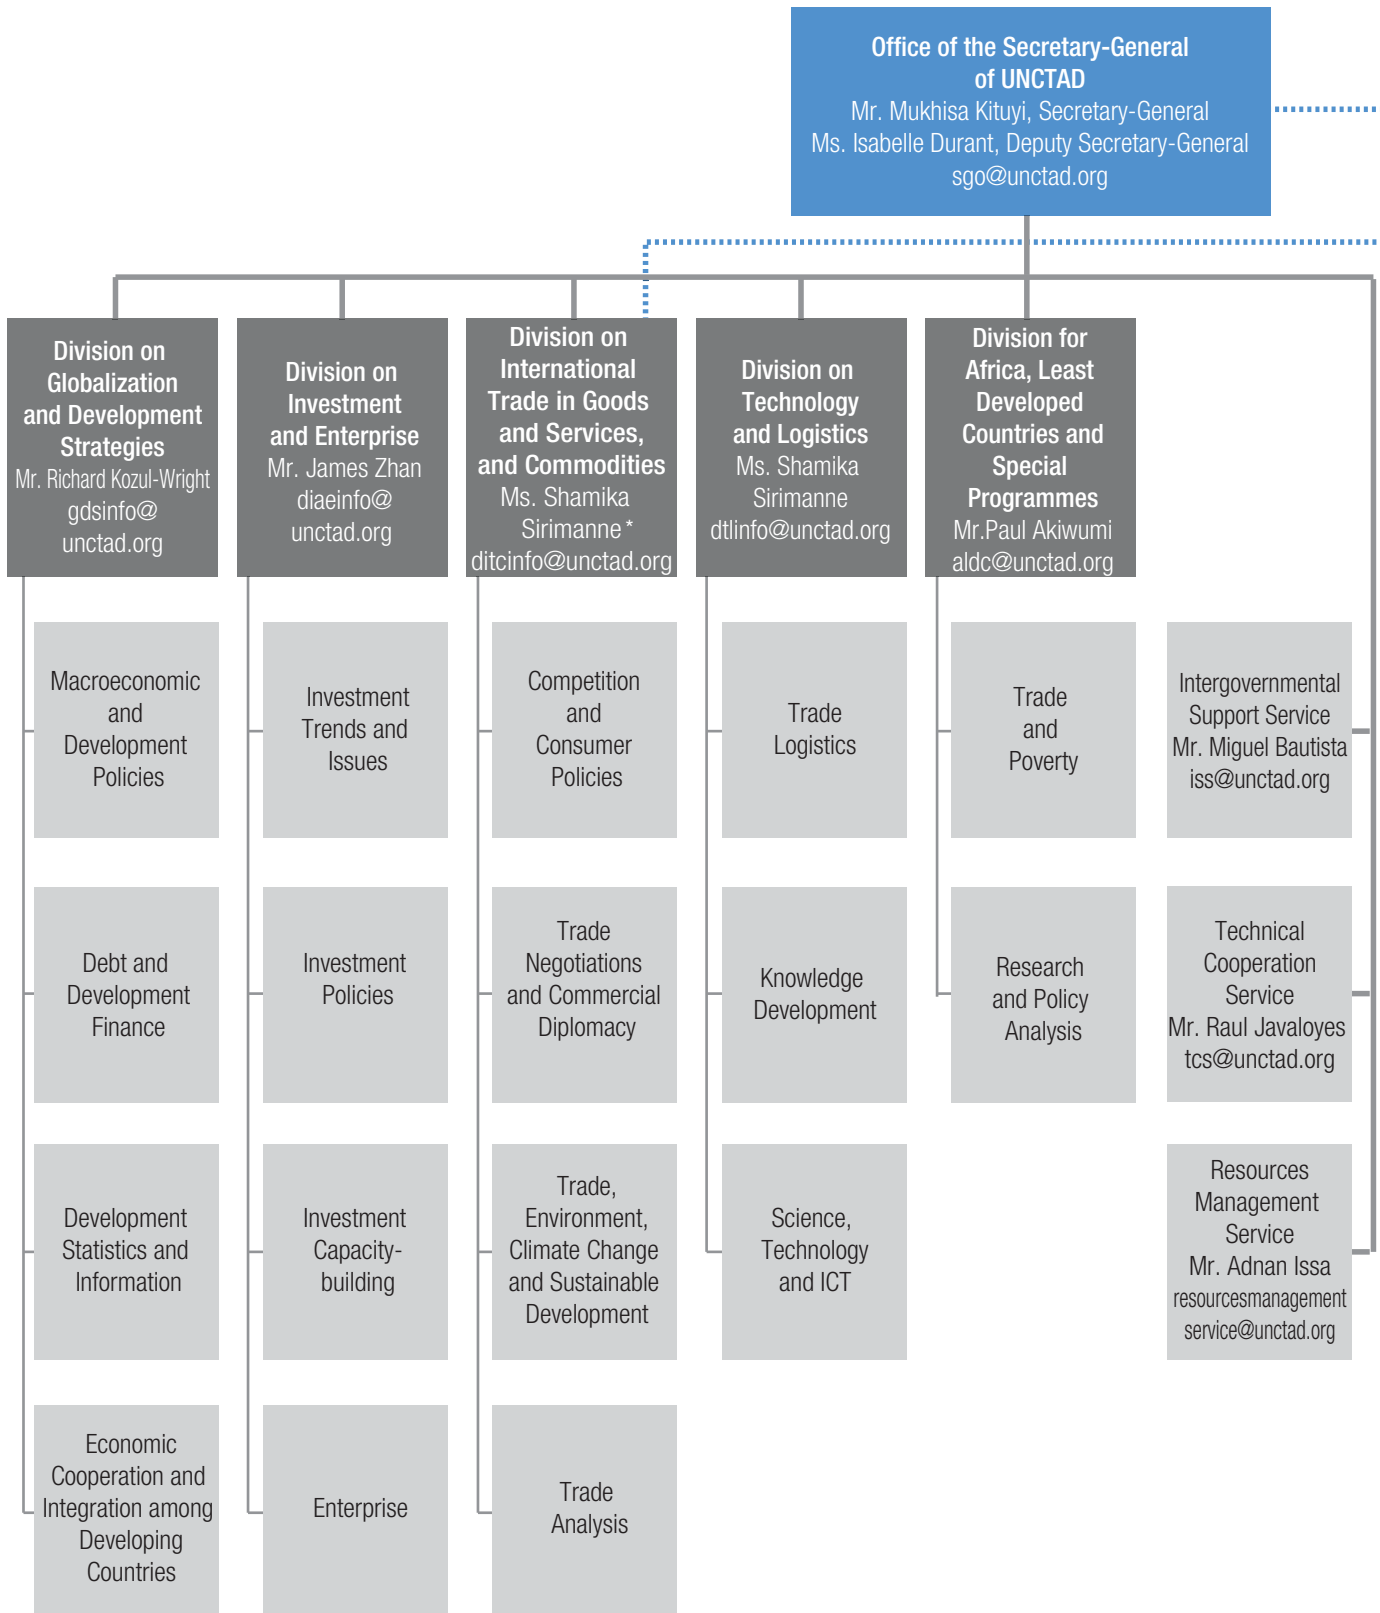 Office of the Secretary-General
of UNCTAD
Mr. Mukhisa Kituyi, Secretary-General
Ms. Isabelle Durant, Deputy Secretary-General
sgo@unctad.org
Division on
Globalization
and Development
Strategies
Mr. Richard Kozul-Wright
gdsinfo@
unctad.org
Division on
Investment
and Enterprise
Mr. James Zhan
diaeinfo@
unctad.org
Division on
International
Trade in Goods
and Services,
and Commodities
Ms. Shamika
Sirimanne*
ditcinfo@unctad.org
Division on
Technology
and Logistics
Ms. Shamika
Sirimanne
dtlinfo@unctad.org
Division for
Africa, Least
Developed
Countries and
Special
Programmes
Mr.Paul Akiwumi
aldc@unctad.org
Macroeconomic
and
Development
Policies
Investment
Trends and
Issues
Competition
and
Consumer
Policies
Trade
Logistics
Trade
and
Poverty
Intergovernmental
Support Service
Mr. Miguel Bautista
iss@unctad.org
Debt and
Development
Finance
Investment
Policies
Trade
Negotiations
and Commercial
Diplomacy
Knowledge
Development
Research
and Policy
Analysis
Technical
Cooperation
Service
Mr. Raul Javaloyes
tcs@unctad.org
Development
Statistics and
Information
Investment
Capacity-
building
Trade,
Environment,
Climate Change
and Sustainable
Development
Science,
Technology
and ICT
Resources
Management
Service
Mr. Adnan Issa
resourcesmanagement
service@unctad.org
Economic
Cooperation and
Integration among
Developing
Countries
Enterprise
Trade
Analysis